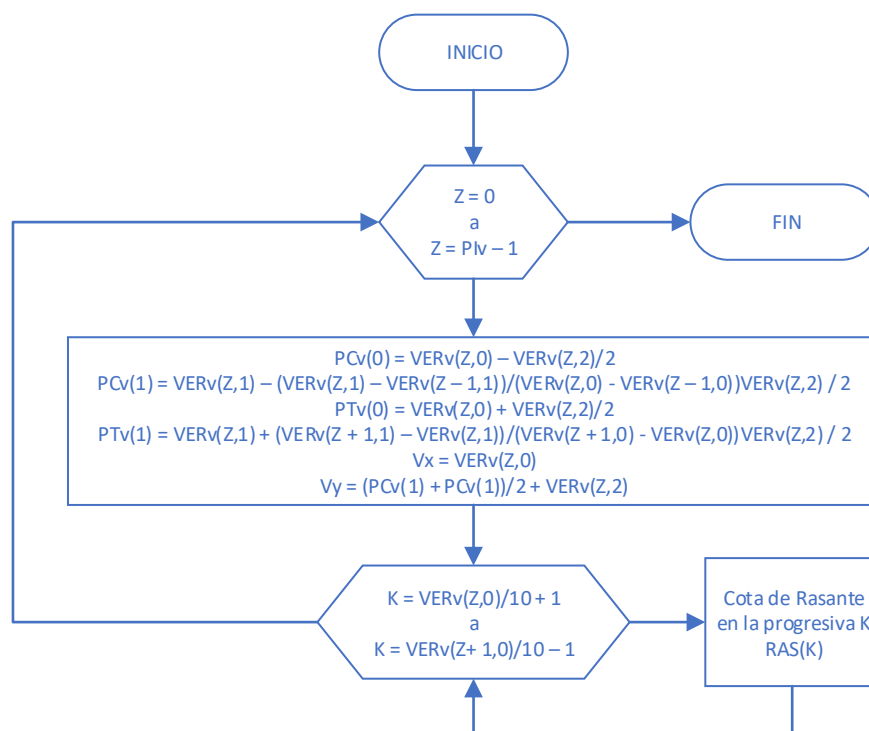 INICIO
Z = 0
a
Z = PIv – 1
FIN
PCv(0) = VERv(Z,0) – VERv(Z,2)/2
PCv(1) = VERv(Z,1) – (VERv(Z,1) – VERv(Z – 1,1))/(VERv(Z,0) - VERv(Z – 1,0))VERv(Z,2) / 2
PTv(0) = VERv(Z,0) + VERv(Z,2)/2
PTv(1) = VERv(Z,1) + (VERv(Z + 1,1) – VERv(Z,1))/(VERv(Z + 1,0) - VERv(Z,0))VERv(Z,2) / 2
Vx = VERv(Z,0)
Vy = (PCv(1) + PCv(1))/2 + VERv(Z,2)
K = VERv(Z,0)/10 + 1
a
K = VERv(Z+ 1,0)/10 – 1
Cota de Rasante
en la progresiva K
RAS(K)